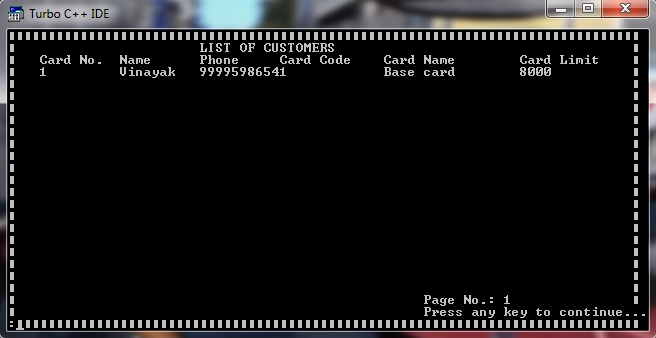 Turbo C++ IDE
LIST OF CUSTOMERS
Card No. Name Phone Card Code Card Name Card Limit
1 Vinayak 99995986541 Base card 8000
Page No.: 1
Press any key to continue...